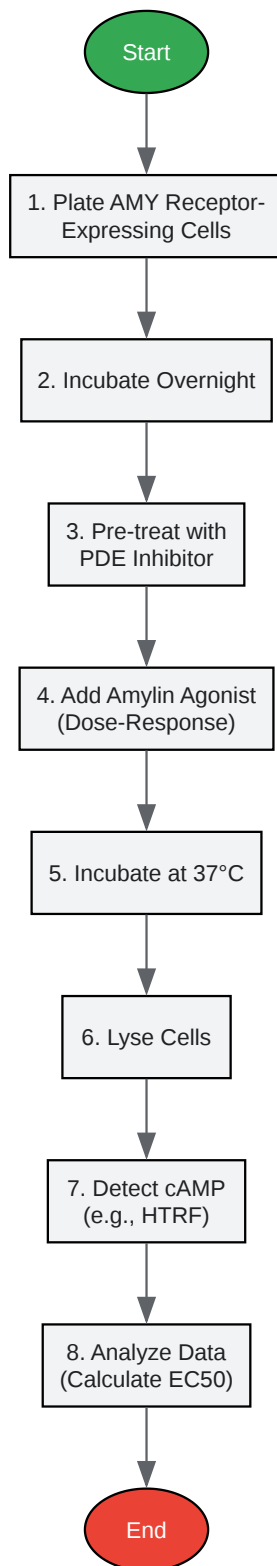 Start
1. Plate AMY Receptor-
Expressing Cells
2. Incubate Overnight
3. Pre-treat with
PDE Inhibitor
4. Add Amylin Agonist
(Dose-Response)
5. Incubate at 37°C
6. Lyse Cells
7. Detect cAMP
(e.g., HTRF)
8. Analyze Data
(Calculate EC50)
End